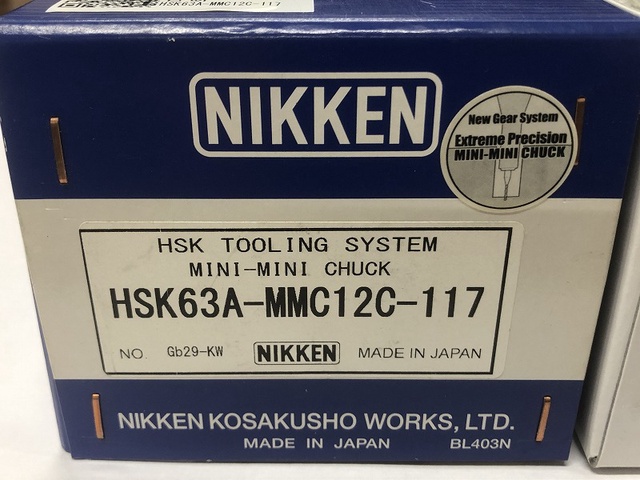 HSK63A-MMC12C-117
NIKKEN
New Gear System
Extreme Precision
MINI-MINI CHUCK
HSK TOOLING SYSTEM
MINI-MINI CHUCK
HSK63A-MMC12C-117
NO. Gb29-KW NIKKEN MADE IN JAPAN
NIKKEN KOSAKUSHO WORKS, LTD.
MADE IN JAPAN BL403N